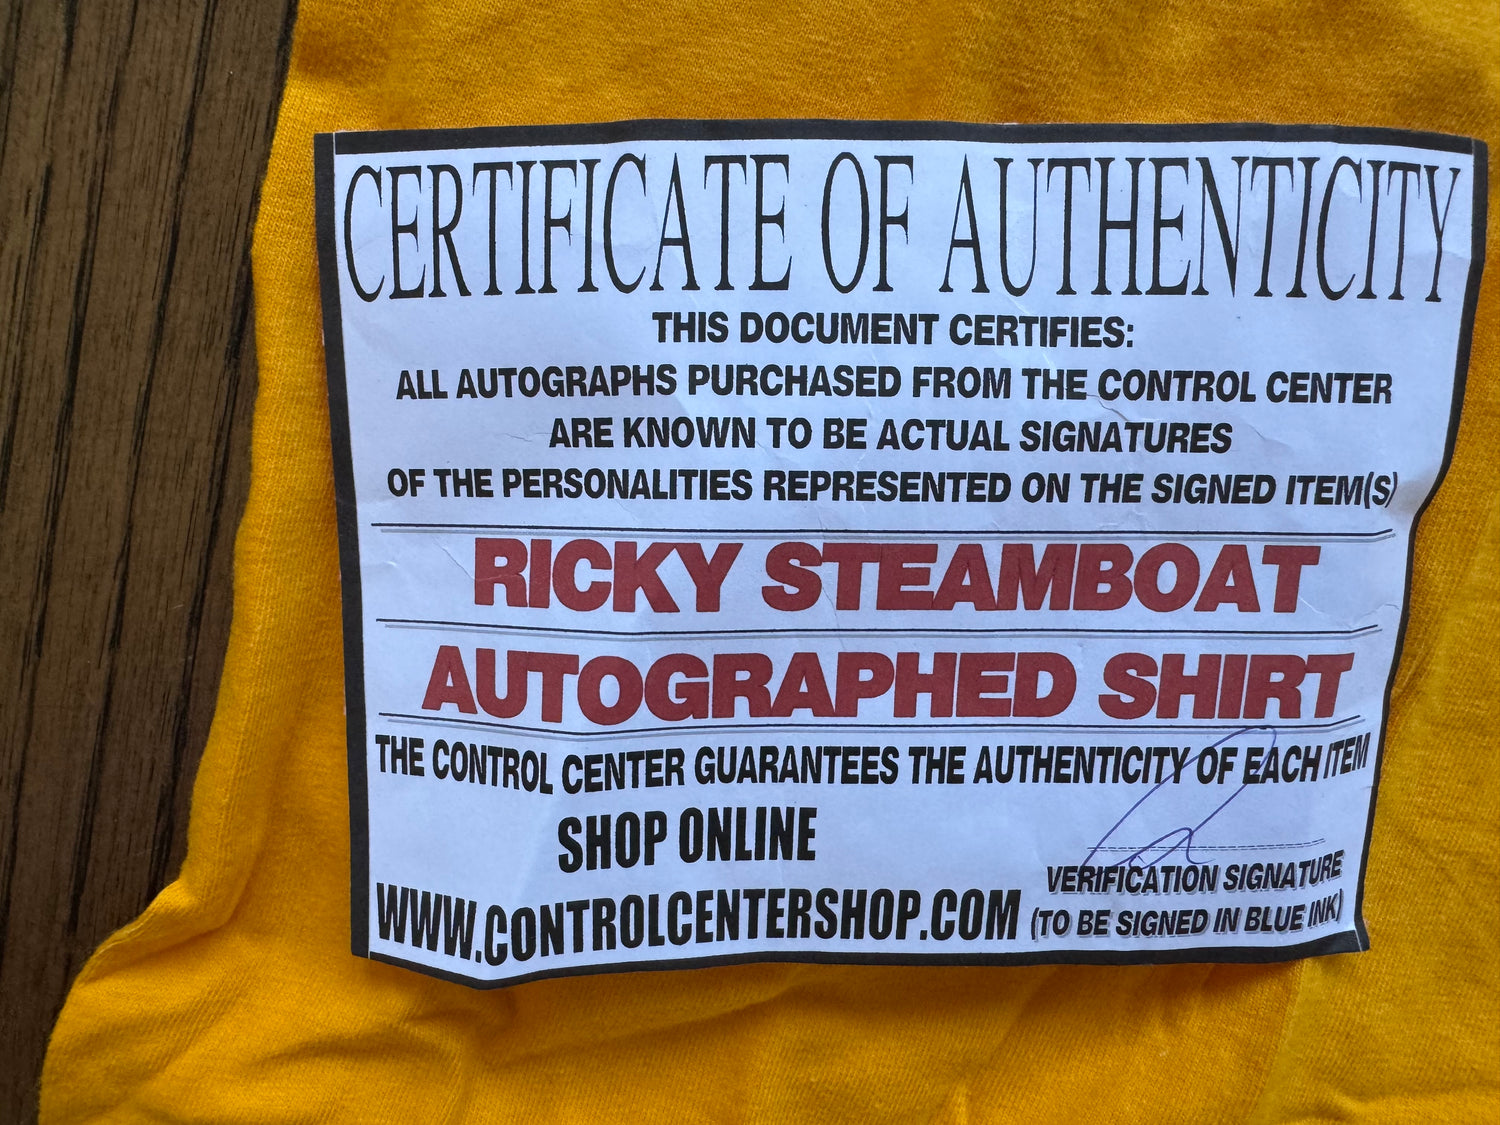 CERTIFICATE OF AUTHENTICITY
THIS DOCUMENT CERTIFIES:
ALL AUTOGRAPHS PURCHASED FROM THE CONTROL CENTER
ARE KNOWN TO BE ACTUAL SIGNATURES
OF THE PERSONALITIES REPRESENTED ON THE SIGNED ITEM(S)
RICKY STEAMBOAT
AUTOGRAPHED SHIRT
THE CONTROL CENTER GUARANTEES THE AUTHENTICITY OF EACH ITEM
SHOP ONLINE
WWW.CONTROLCENTERSHOP.COM
VERIFICATION SIGNATURE
(TO BE SIGNED IN BLUE INK)